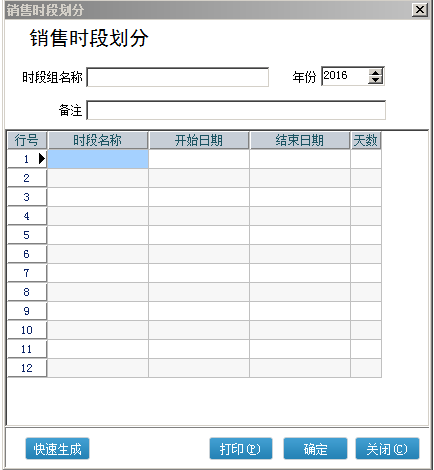 销售时段划分
销售时段划分
时段组名称 年份 2016
备注
行号 时段名称 开始日期 结束日期 天数
1
2
3
4
5
6
7
8
9
10
11
12
快速生成 打印(P) 确定 关闭(C)